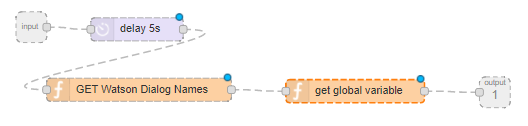 input
delay 5s
GET Watson Dialog Names
get global variable
output
1